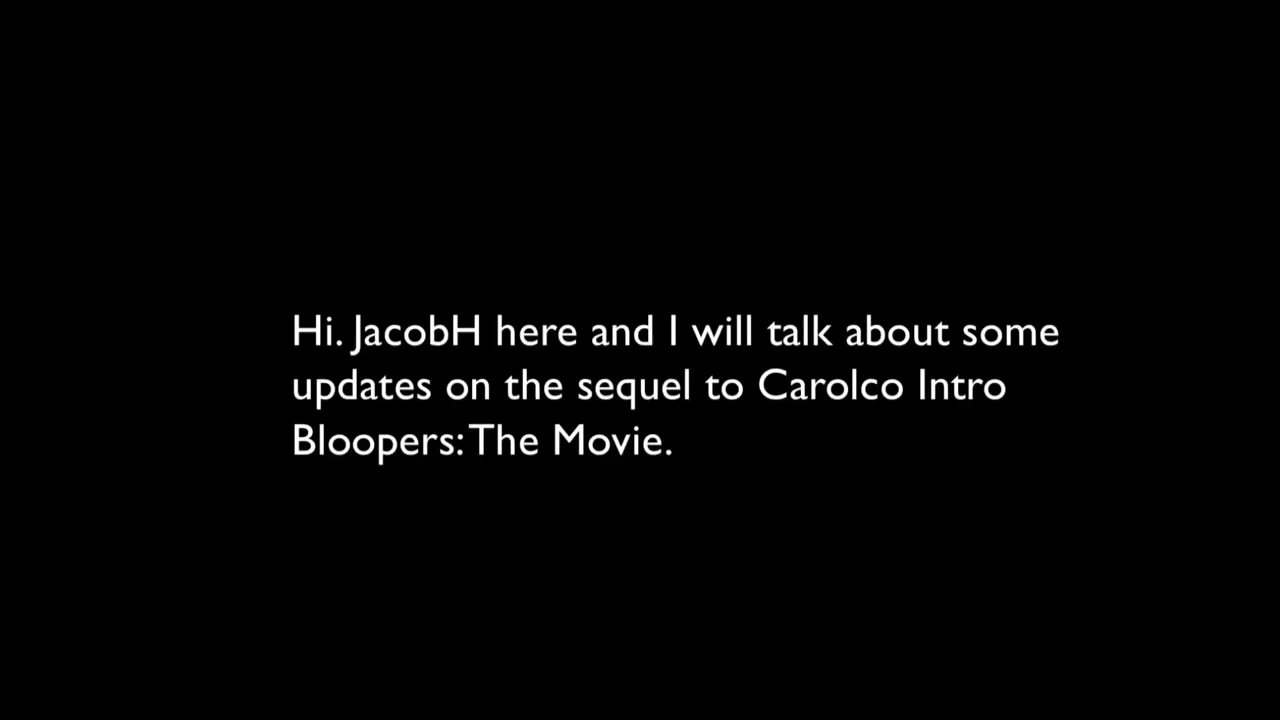 Hi. JacobH here and I will talk about some
updates on the sequel to Carolco Intro
Bloopers: The Movie.